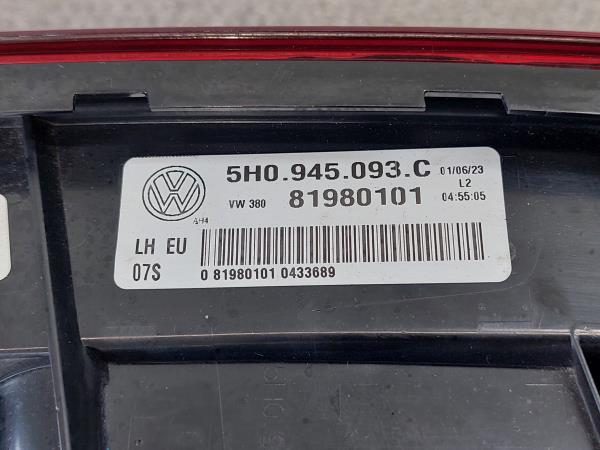 5H0.945.093.C 01/06/23
L2
VW 380 81980101 04:55:05
AH4
LH EU
07S 0 81980101 0433689